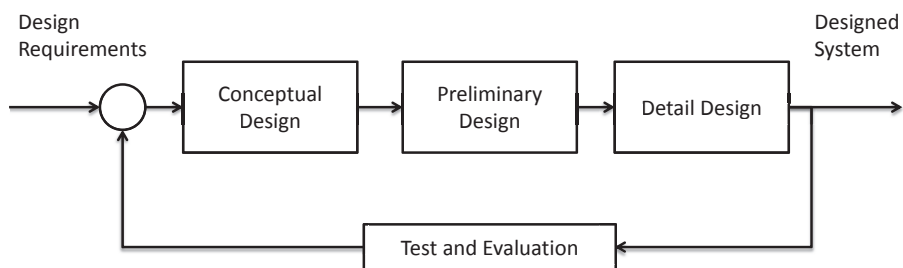 Design
Requirements
Designed
System
Conceptual
Design
Preliminary
Design
Detail Design
Test and Evaluation